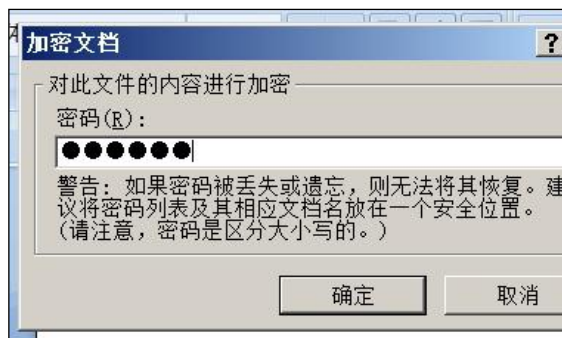 加密文档
?
对此文件的内容进行加密
密码(R):
●●●●●●
警告: 如果密码被丢失或遗忘，则无法将其恢复。建
议将密码列表及其相应文档名放在一个安全位置。
(请注意，密码是区分大小写的。)
确定
取消